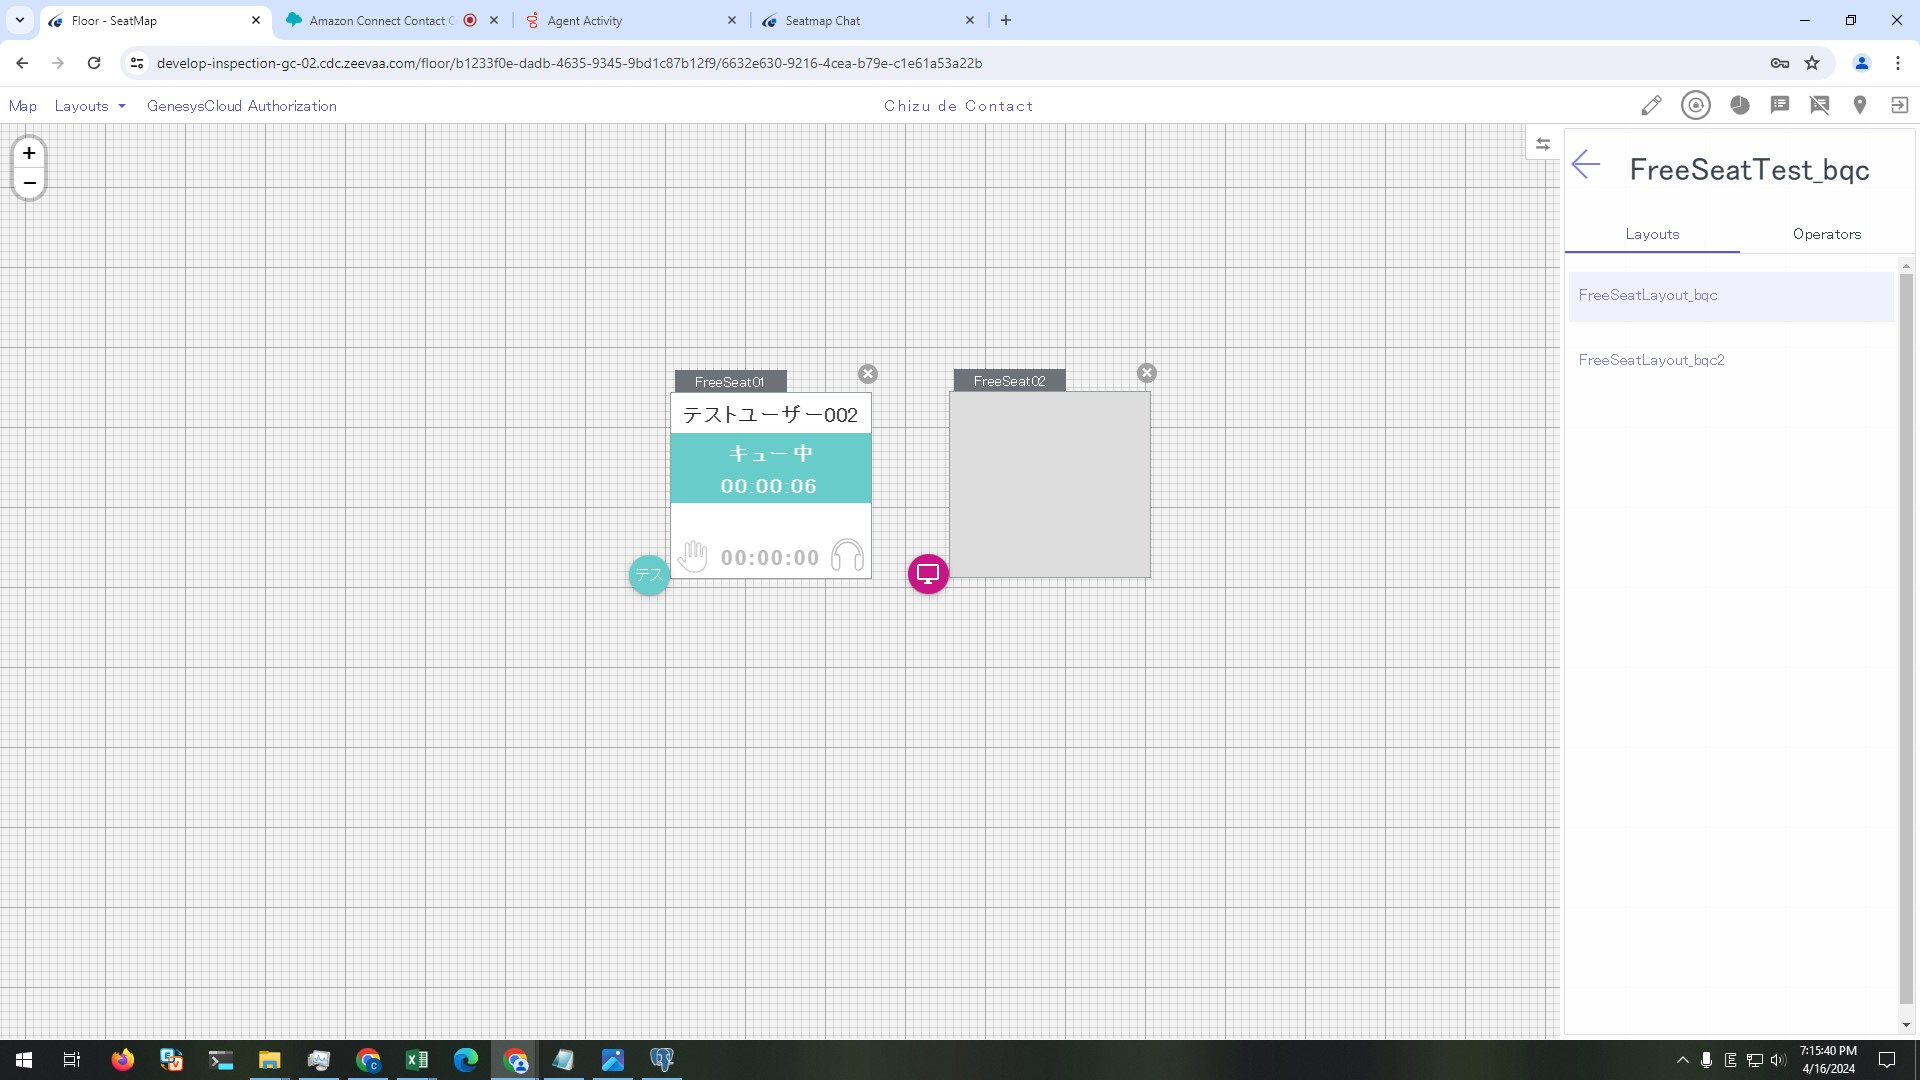 Floor - SeatMap
Amazon Connect Contact C
Agent Activity
Seatmap Chat
develop-inspection-gc-02.cdc.zeevaa.com/floor/b1233f0e-dadb-4635-9345-9bd1c87b12f9/6632e630-9216-4cea-b79e-c1e61a53a22b
Map
Layouts
GenesysCloud Authorization
Chizu de Contact
+
−
FreeSeatTest_bqc
Layouts
Operators
FreeSeatLayout_bqc
FreeSeatLayout_bqc2
FreeSeat01
テストユーザー002
キュー中
00:00:06
00:00:00
テス
FreeSeat02
7:15:40 PM
4/16/2024